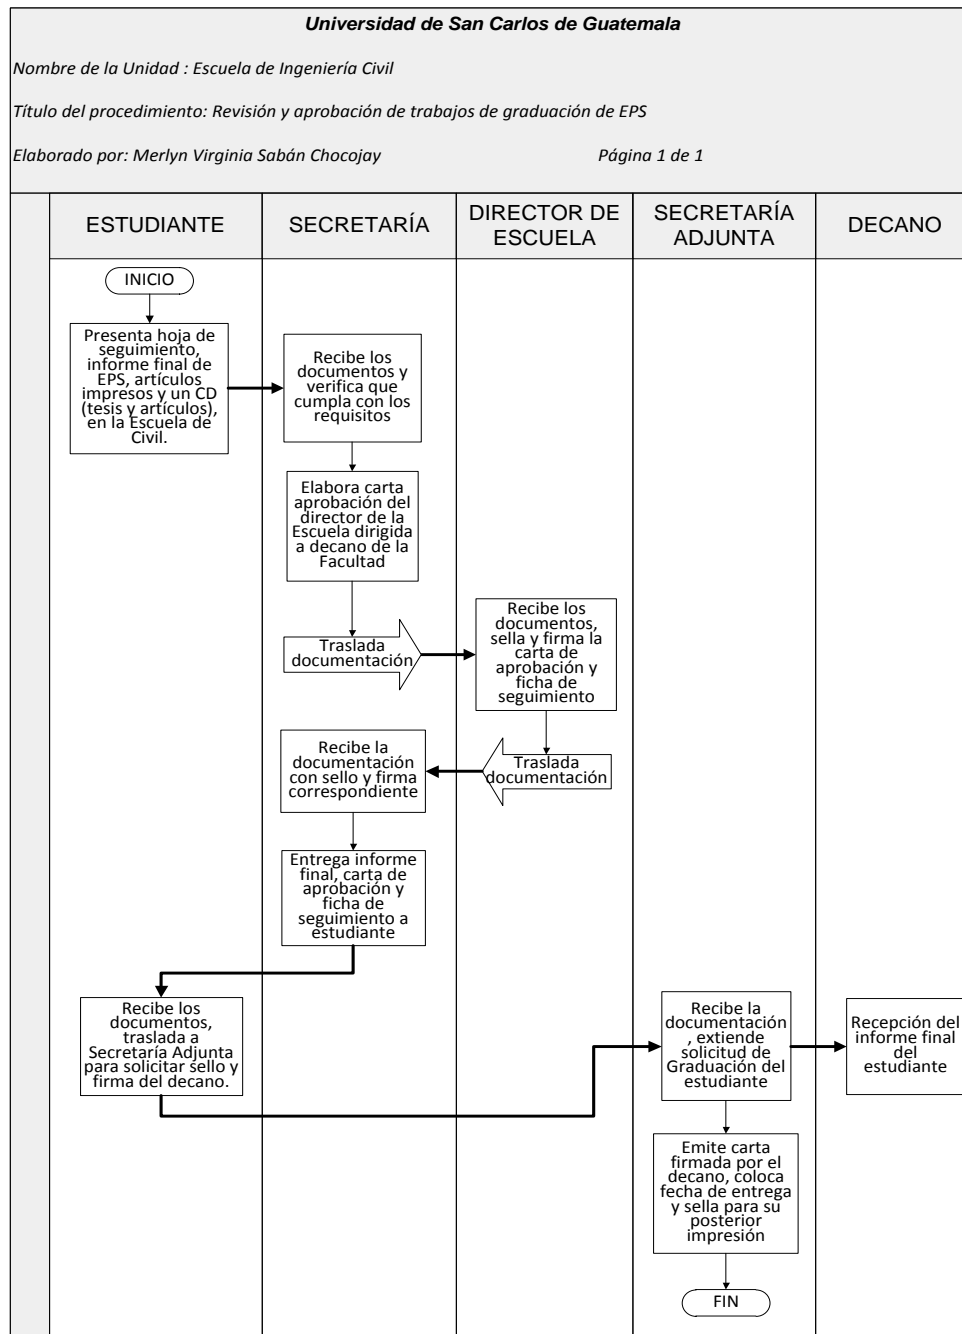 Universidad de San Carlos de Guatemala
Nombre de la Unidad : Escuela de Ingeniería Civil
Título del procedimiento: Revisión y aprobación de trabajos de graduación de EPS
Elaborado por: Merlyn Virginia Sabán Chocojay Página 1 de 1
ESTUDIANTE
SECRETARÍA
DIRECTOR DE
ESCUELA
SECRETARÍA
ADJUNTA
DECANO
INICIO
Presenta hoja de
seguimiento,
informe final de
EPS, artículos
impresos y un CD
(tesis y artículos),
en la Escuela de
Civil.
Recibe los
documentos y
verifica que
cumpla con los
requisitos
Elabora carta
aprobación del
director de la
Escuela dirigida
a decano de la
Facultad
Traslada
documentación
Recibe los
documentos,
sella y firma la
carta de
aprobación y
ficha de
seguimiento
Traslada
documentación
Recibe la
documentación
con sello y firma
correspondiente
Entrega informe
final, carta de
aprobación y
ficha de
seguimiento a
estudiante
Recibe los
documentos,
traslada a
Secretaría Adjunta
para solicitar sello y
firma del decano.
Recibe la
documentación
, extiende
solicitud de
Graduación del
estudiante
Recepción del
informe final
del
estudiante
Emite carta
firmada por el
decano, coloca
fecha de entrega
y sella para su
posterior
impresión
FIN